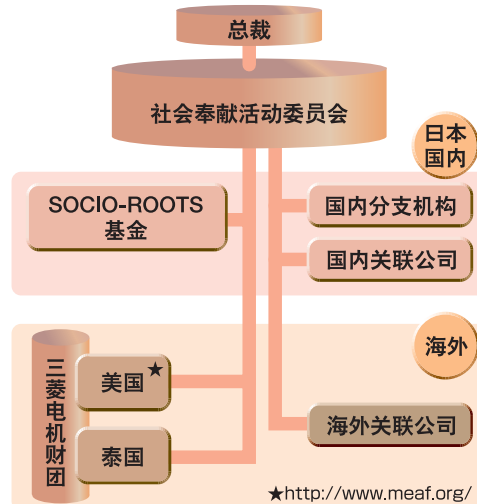 总裁
社会奉献活动委员会
日本
国内
SOCIO-ROOTS
基金
国内分支机构
国内关联公司
海外
三菱电机财团
美国★
泰国
海外关联公司
★http://www.meaf.org/